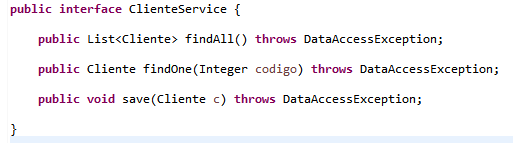 public interface ClienteService {
public List<Cliente> findAll() throws DataAccessException;
public Cliente findOne(Integer codigo) throws DataAccessException;
public void save(Cliente c) throws DataAccessException;
}